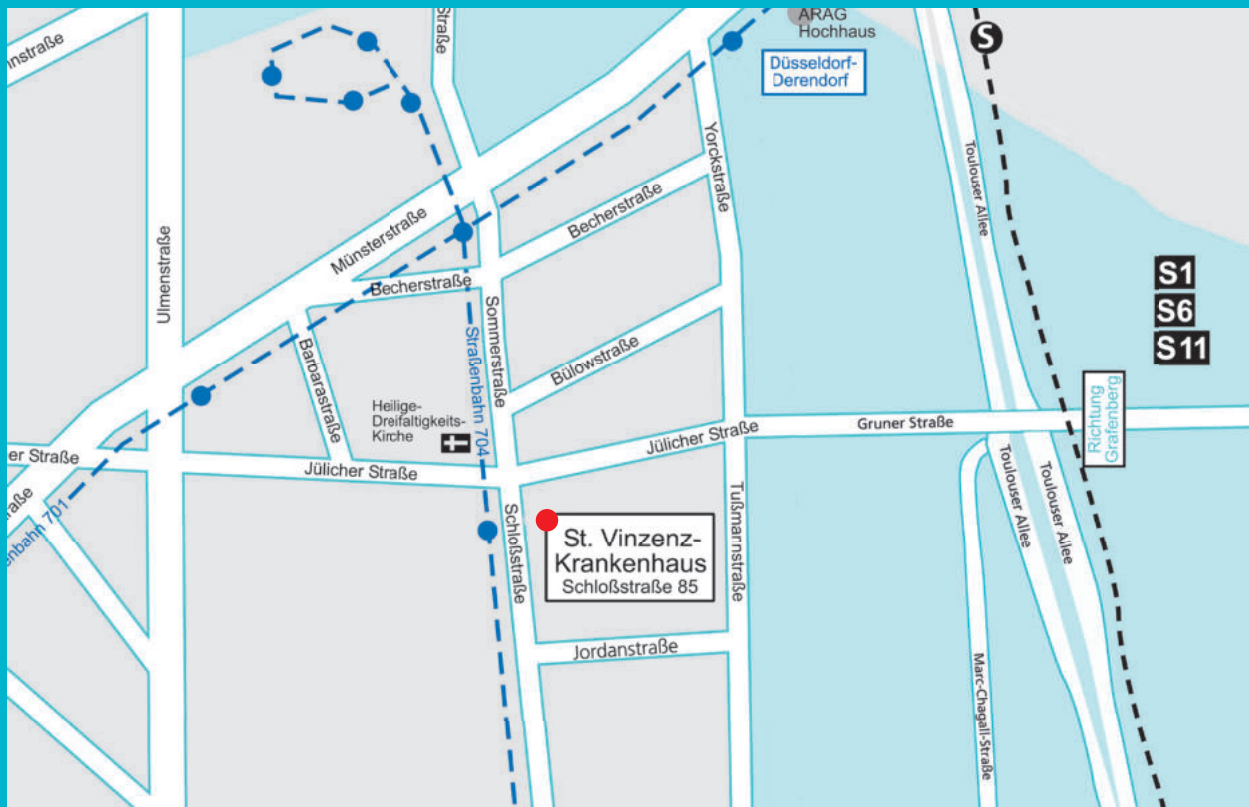 Straße
ARAG
Hochhaus
S
nnstraße
Düsseldorf-
Derendorf
Yorckstraße
Toulouser Allee
Becherstraße
Münsterstraße
Ulmenstraße
S1
S6
S11
Becherstraße
Sommerstraße
Straßenbahn 704
Barbarastraße
Bülowstraße
Heilige-
Dreifaltigkeits-
Kirche
Richtung
Grafenberg
Gruner Straße
Jülicher Straße
er Straße
Jülicher Straße
raße
enbahn 701
Schloßstraße
St. Vinzenz-
Krankenhaus
Schloßstraße 85
Tußmannstraße
Toulouser Allee
Toulouser Allee
Jordanstraße
Marc-Chagall-Straße